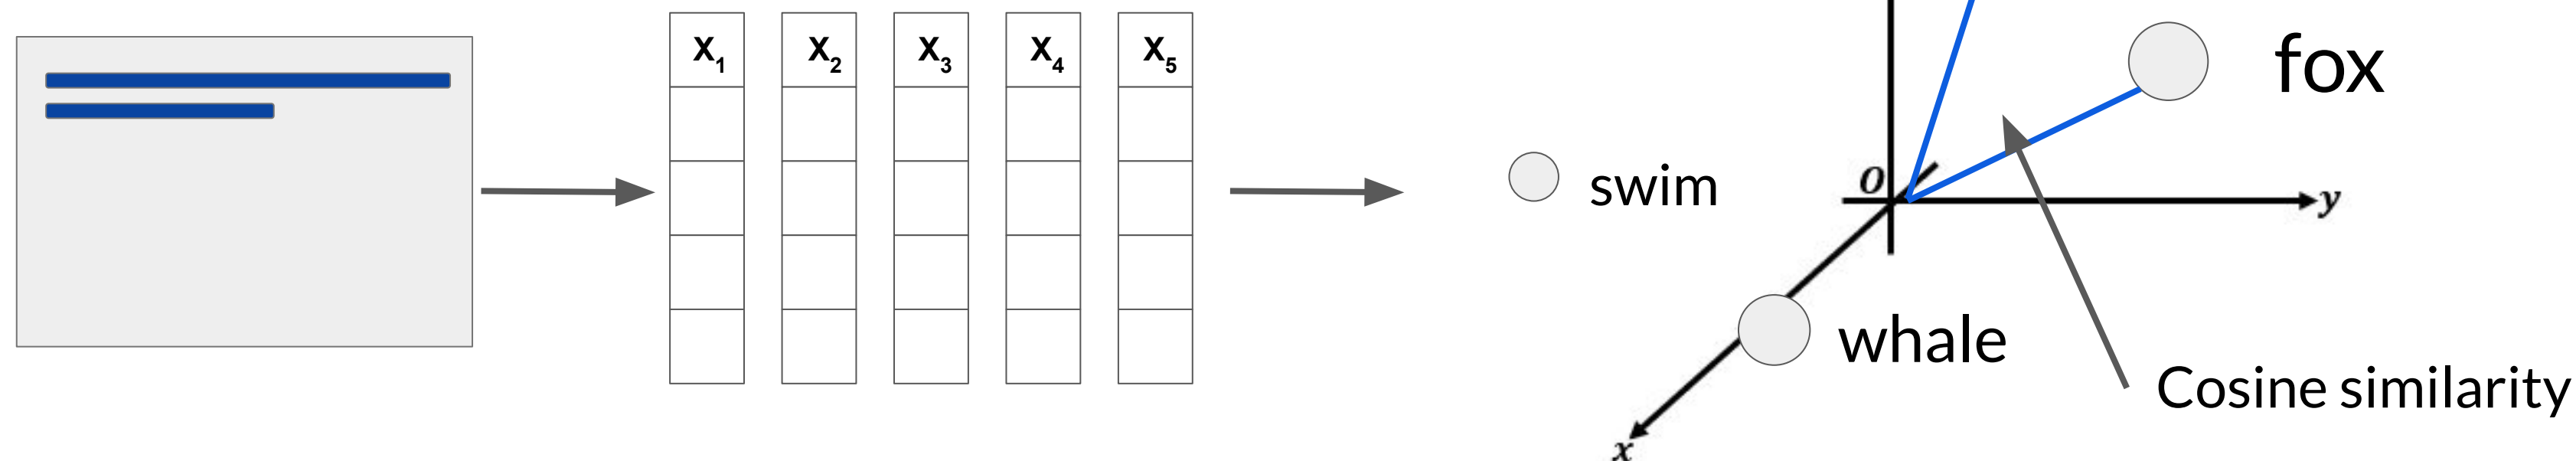 X₁ X₂ X₃ X₄ X₅
fox
swim
O
y
whale
Cosine similarity
x